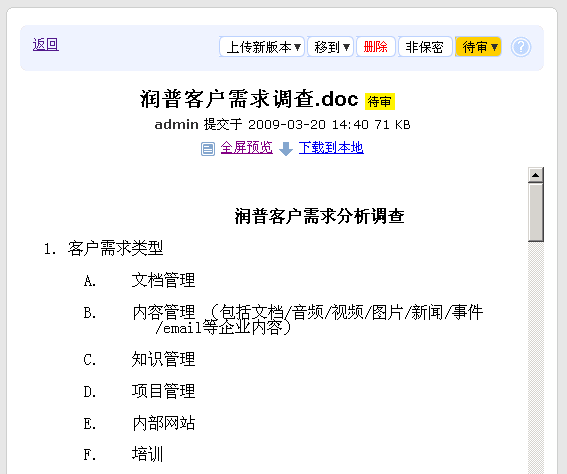 返回 上传新版本▼ 移到▼ 删除 非保密 待审▼ ?
润普客户需求调查.doc 待审
admin 提交于 2009-03-20 14:40 71 KB
全屏预览 下载到本地
润普客户需求分析调查
1. 客户需求类型
A. 文档管理
B. 内容管理 （包括文档/音频/视频/图片/新闻/事件
/email等企业内容）
C. 知识管理
D. 项目管理
E. 内部网站
F. 培训